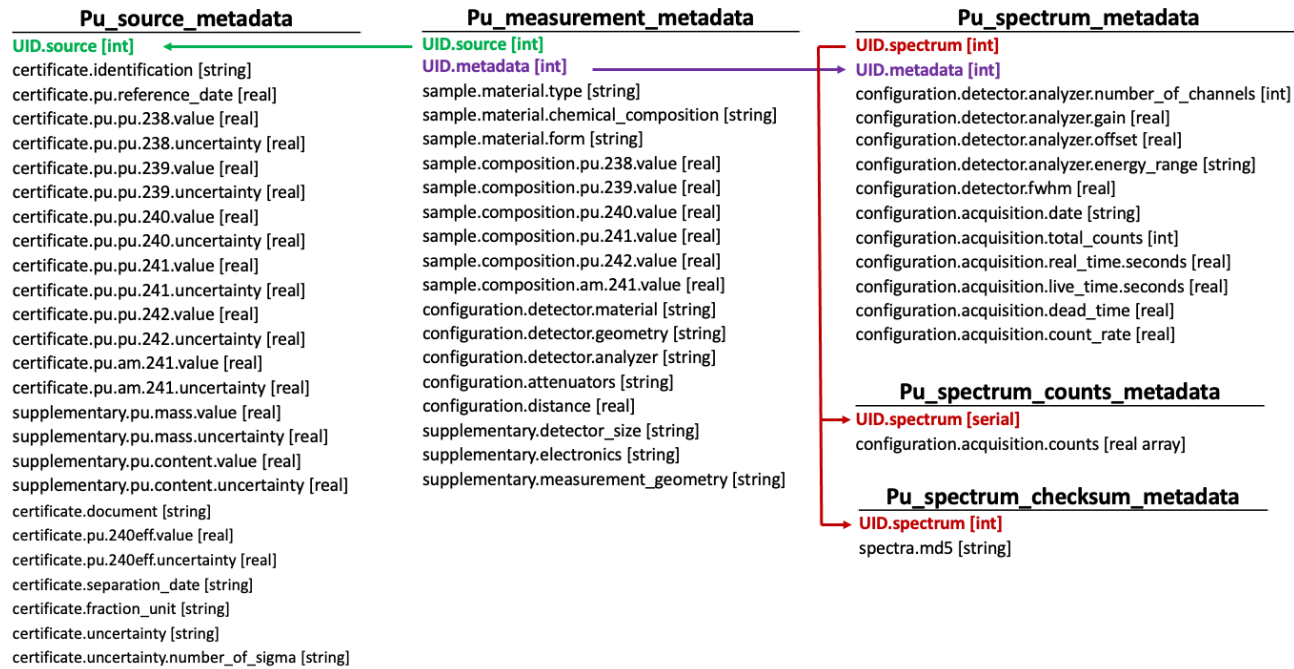 Pu_source_metadata
UID.source [int]
certificate.identification [string]
certificate.pu.reference_date [real]
certificate.pu.pu.238.value [real]
certificate.pu.pu.238.uncertainty [real]
certificate.pu.pu.239.value [real]
certificate.pu.pu.239.uncertainty [real]
certificate.pu.pu.240.value [real]
certificate.pu.pu.240.uncertainty [real]
certificate.pu.pu.241.value [real]
certificate.pu.pu.241.uncertainty [real]
certificate.pu.pu.242.value [real]
certificate.pu.pu.242.uncertainty [real]
certificate.pu.am.241.value [real]
certificate.pu.am.241.uncertainty [real]
supplementary.pu.mass.value [real]
supplementary.pu.mass.uncertainty [real]
supplementary.pu.content.value [real]
supplementary.pu.content.uncertainty [real]
certificate.document [string]
certificate.pu.240eff.value [real]
certificate.pu.240eff.uncertainty [real]
certificate.separation_date [string]
certificate.fraction_unit [string]
certificate.uncertainty [string]
certificate.uncertainty.number_of_sigma [string]
Pu_measurement_metadata
UID.source [int]
UID.metadata [int]
sample.material.type [string]
sample.material.chemical_composition [string]
sample.material.form [string]
sample.composition.pu.238.value [real]
sample.composition.pu.239.value [real]
sample.composition.pu.240.value [real]
sample.composition.pu.241.value [real]
sample.composition.pu.242.value [real]
sample.composition.am.241.value [real]
configuration.detector.material [string]
configuration.detector.geometry [string]
configuration.detector.analyzer [string]
configuration.attenuators [string]
configuration.distance [real]
supplementary.detector_size [string]
supplementary.electronics [string]
supplementary.measurement_geometry [string]
Pu_spectrum_metadata
UID.spectrum [int]
UID.metadata [int]
configuration.detector.analyzer.number_of_channels [int]
configuration.detector.analyzer.gain [real]
configuration.detector.analyzer.offset [real]
configuration.detector.analyzer.energy_range [string]
configuration.detector.fwhm [real]
configuration.acquisition.date [string]
configuration.acquisition.total_counts [int]
configuration.acquisition.real_time.seconds [real]
configuration.acquisition.live_time.seconds [real]
configuration.acquisition.dead_time [real]
configuration.acquisition.count_rate [real]
Pu_spectrum_counts_metadata
UID.spectrum [serial]
configuration.acquisition.counts [real array]
Pu_spectrum_checksum_metadata
UID.spectrum [int]
spectra.md5 [string]